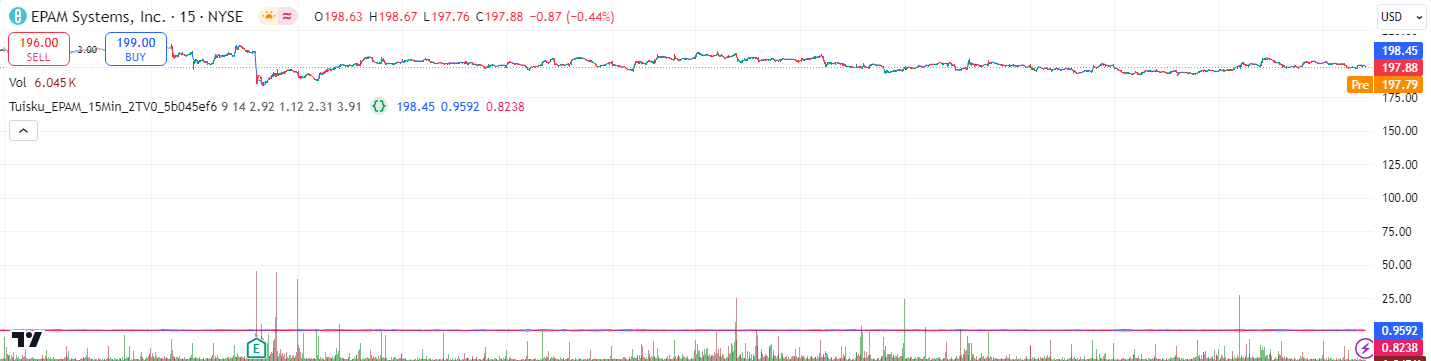 EPAM Systems, Inc. · 15 · NYSE O198.63 H198.67 L197.76 C197.88 −0.87 (−0.44%) USD
196.00 SELL 3.00 199.00 BUY
198.45
197.88
Vol 6.045K
Pre 197.79
175.00
Tuisku_EPAM_15Min_2TV0_5b045ef6 9 14 2.92 1.12 2.31 3.91 {} 198.45 0.9592 0.8238
150.00
125.00
100.00
75.00
50.00
25.00
0.9592
E
0.8238